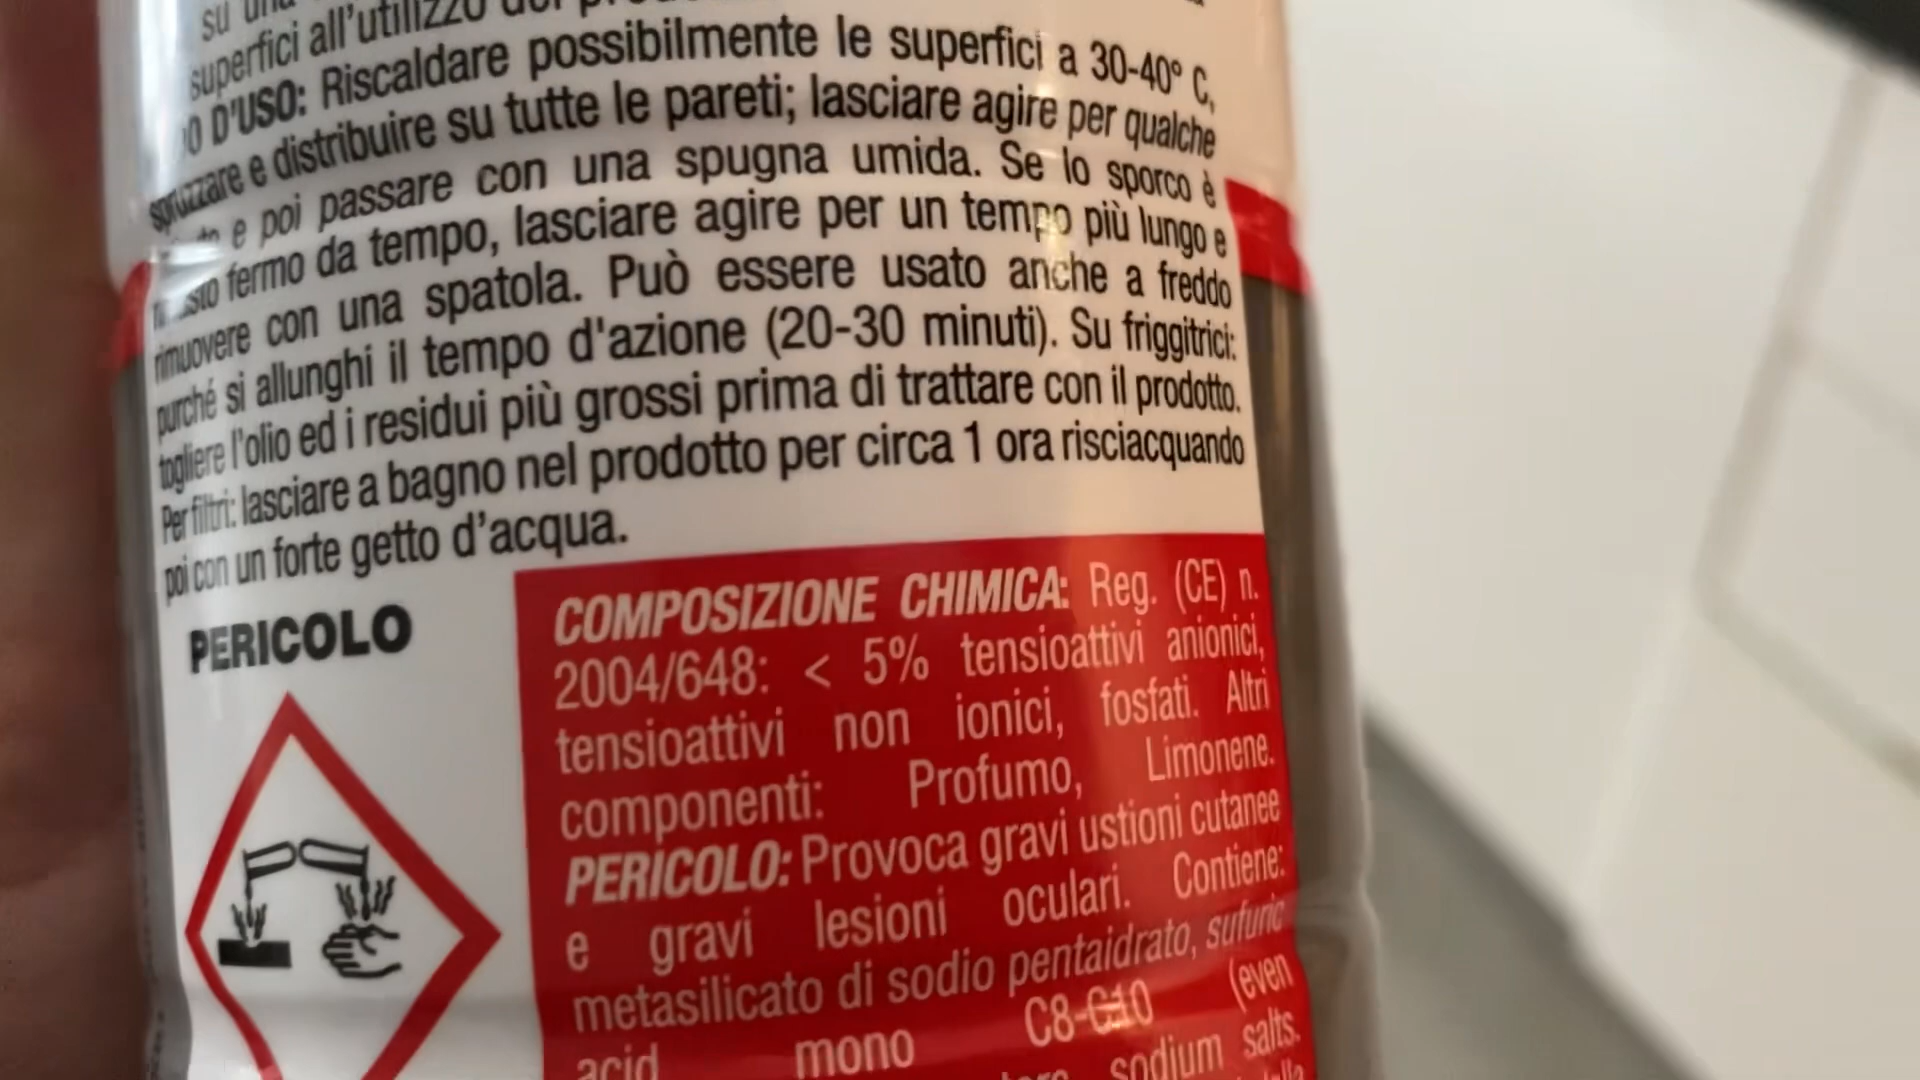 su una
superfici all'utilizzo del
O D'USO: Riscaldare possibilmente le superfici a 30-40° C,
spruzzare e distribuire su tutte le pareti; lasciare agire per qualche
e poi passare con una spugna umida. Se lo sporco è
fermo da tempo, lasciare agire per un tempo più lungo e
rimuovere con una spatola. Può essere usato anche a freddo
purché si allunghi il tempo d'azione (20-30 minuti). Su friggitrici:
togliere l'olio ed i residui più grossi prima di trattare con il prodotto.
Per filtri: lasciare a bagno nel prodotto per circa 1 ora risciacquando
poi con un forte getto d'acqua.
PERICOLO
COMPOSIZIONE CHIMICA: Reg. (CE) n.
2004/648: < 5% tensioattivi anionici,
tensioattivi non ionici, fosfati. Altri
componenti: Profumo, Limonene.
PERICOLO: Provoca gravi ustioni cutanee
e gravi lesioni oculari. Contiene:
metasilicato di sodio pentaidrato, sufuric
acid mono C8-C10 (even
sodium salts.